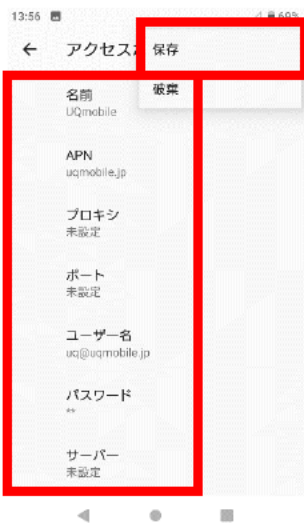 13:56 69%
アクセスポ
保存
破棄
名前
UQmobile
APN
uqmobile.jp
プロキシ
未設定
ポート
未設定
ユーザー名
uq@uqmobile.jp
パスワード
**
サーバー
未設定